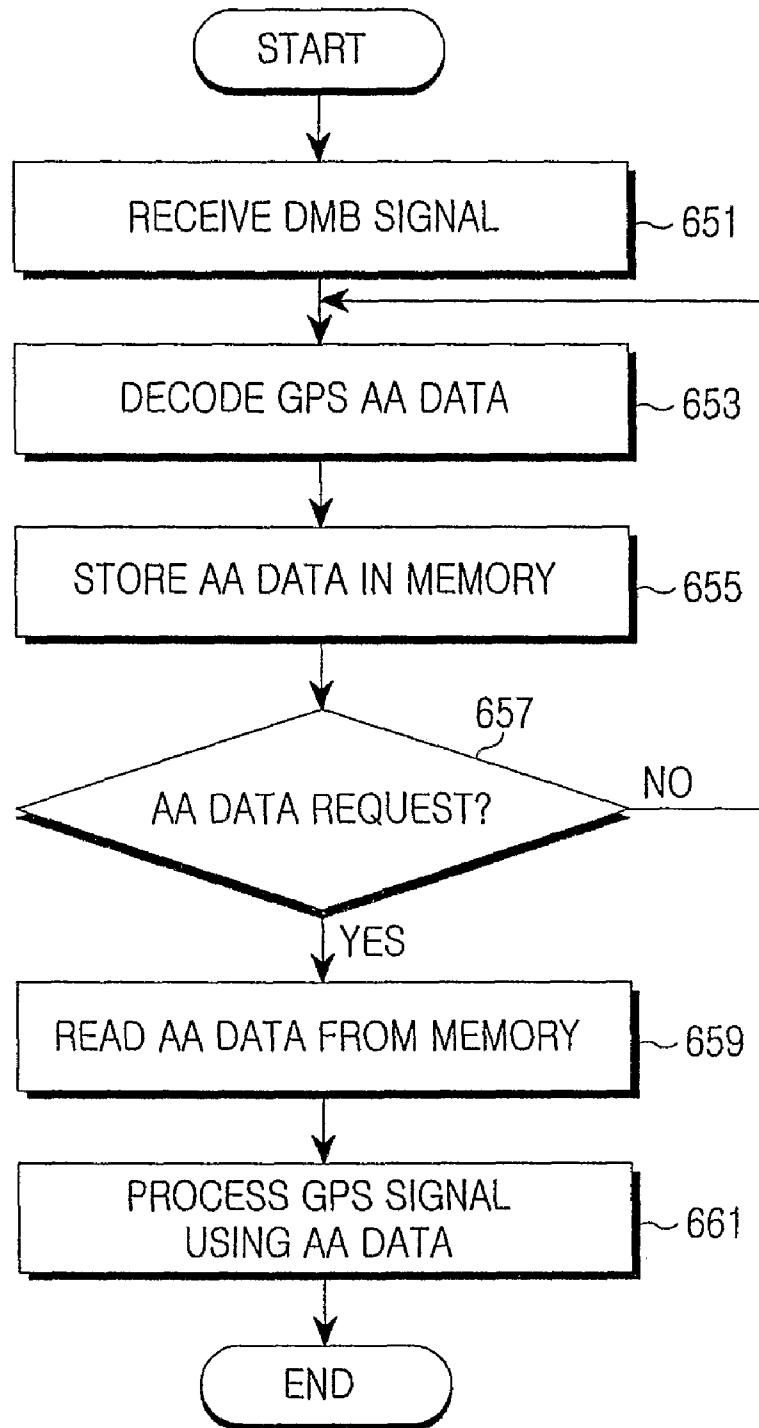 START
RECEIVE DMB SIGNAL
651
DECODE GPS AA DATA
653
STORE AA DATA IN MEMORY
655
657
AA DATA REQUEST?
NO
YES
READ AA DATA FROM MEMORY
659
PROCESS GPS SIGNAL
USING AA DATA
661
END